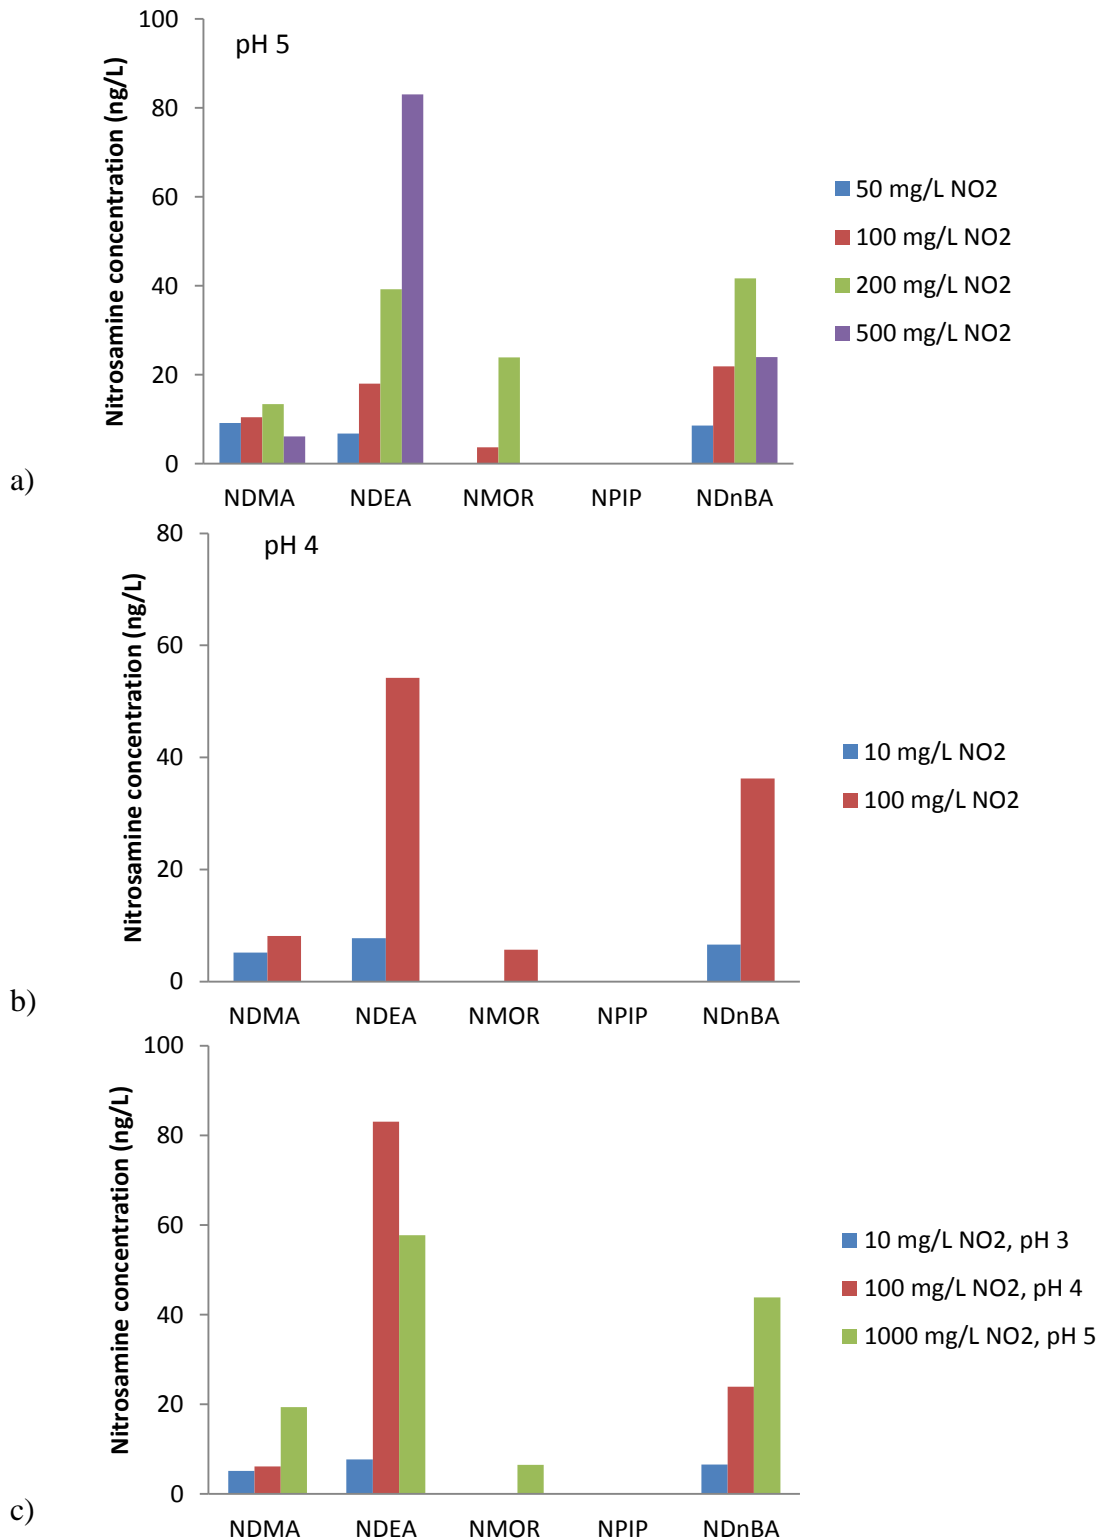 100
pH 5
80
60
40
20
0
Nitrosamine concentration (ng/L)
50 mg/L NO2
100 mg/L NO2
200 mg/L NO2
500 mg/L NO2
a)
NDMA NDEA NMOR NPIP NDnBA
80
pH 4
60
40
20
0
Nitrosamine concentration (ng/L)
10 mg/L NO2
100 mg/L NO2
b)
NDMA NDEA NMOR NPIP NDnBA
100
80
60
40
20
0
Nitrosamine concentration (ng/L)
10 mg/L NO2, pH 3
100 mg/L NO2, pH 4
1000 mg/L NO2, pH 5
c)
NDMA NDEA NMOR NPIP NDnBA